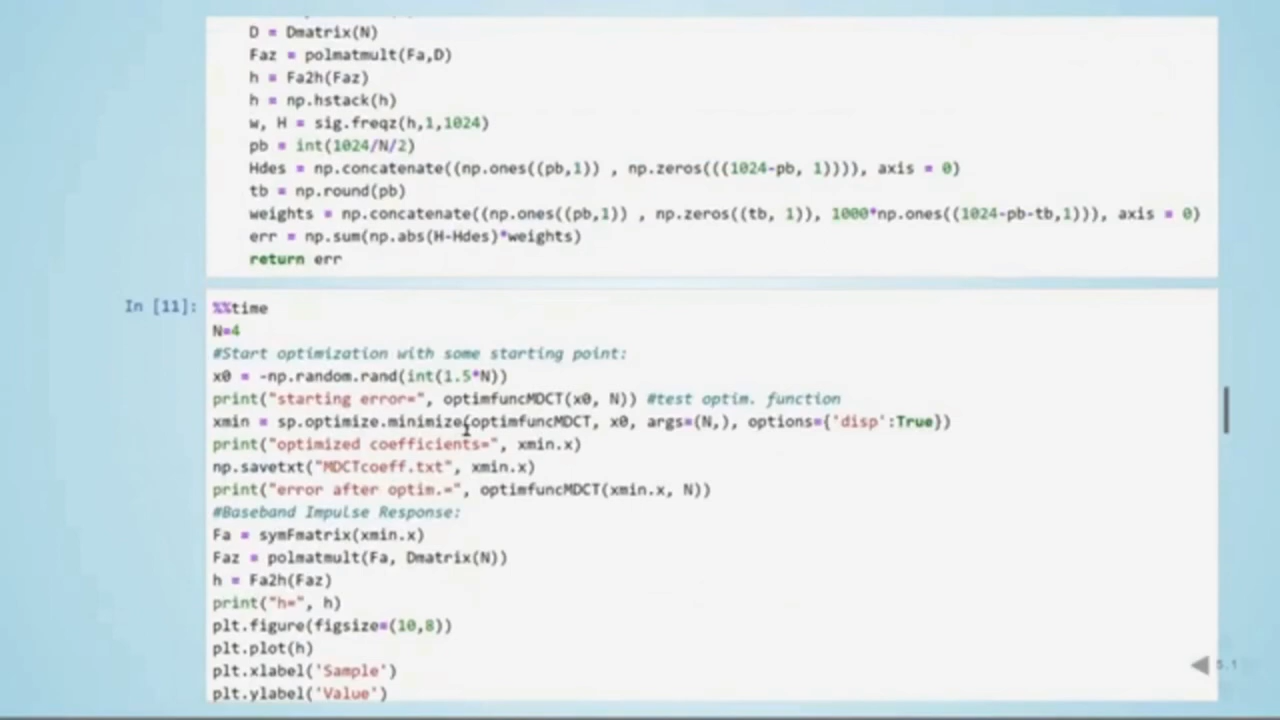 D = Dmatrix(N)
Faz = polmatmult(Fa,D)
h = Fa2h(Faz)
h = np.hstack(h)
w, H = sig.freqz(h,1,1024)
pb = int(1024/N/2)
Hdes = np.concatenate((np.ones((pb,1)) , np.zeros(((1024-pb, 1)))), axis = 0)
tb = np.round(pb)
weights = np.concatenate((np.ones((pb,1)) , np.zeros((tb, 1)), 1000*np.ones((1024-pb-tb,1))), axis = 0)
err = np.sum(np.abs(H-Hdes)*weights)
return err
In [11]:
%%time
N=4
#Start optimization with some starting point:
x0 = -np.random.rand(int(1.5*N))
print("starting error=", optimfuncMDCT(x0, N)) #test optim. function
xmin = sp.optimize.minimize(optimfuncMDCT, x0, args=(N,), options={'disp':True})
print("optimized coefficients=", xmin.x)
np.savetxt("MDCTcoeff.txt", xmin.x)
print("error after optim.=", optimfuncMDCT(xmin.x, N))
#Baseband Impulse Response:
Fa = symFmatrix(xmin.x)
Faz = polmatmult(Fa, Dmatrix(N))
h = Fa2h(Faz)
print("h=", h)
plt.figure(figsize=(10,8))
plt.plot(h)
plt.xlabel('Sample')
plt.ylabel('Value')
5.1